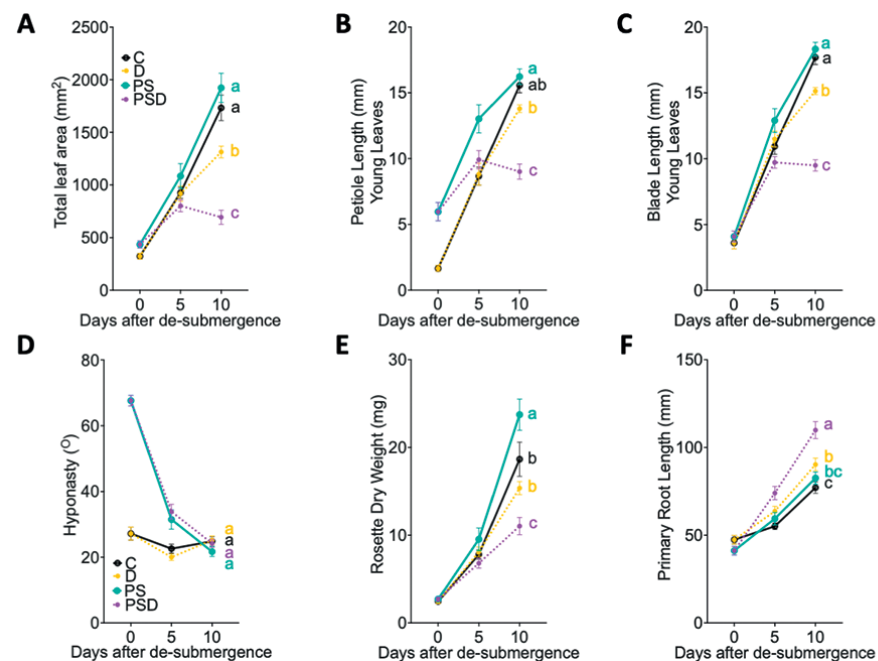 A
Total leaf area (mm²)
2500
2000
1500
1000
500
0
C
D
PS
PSD
a
a
b
c
0 5 10
Days after de-submergence
B
Petiole Length (mm)
Young Leaves
20
15
10
5
0
a
ab
b
c
0 5 10
Days after de-submergence
C
Blade Length (mm)
Young Leaves
20
15
10
5
0
a
a
b
c
0 5 10
Days after de-submergence
D
Hyponasty (O)
80
60
40
20
0
a
a
a
a
C
D
PS
PSD
0 5 10
Days after de-submergence
E
Rosette Dry Weight (mg)
30
20
10
0
a
b
b
c
0 5 10
Days after de-submergence
F
Primary Root Length (mm)
150
100
50
0
a
b
bc
c
0 5 10
Days after de-submergence